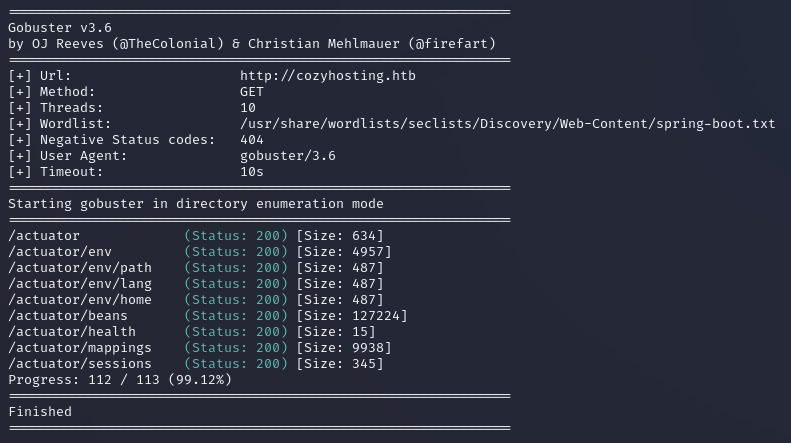 ===============================================================
Gobuster v3.6
by OJ Reeves (@TheColonial) & Christian Mehlmauer (@firefart)
===============================================================
[+] Url:                     http://cozyhosting.htb
[+] Method:                  GET
[+] Threads:                 10
[+] Wordlist:                /usr/share/wordlists/seclists/Discovery/Web-Content/spring-boot.txt
[+] Negative Status codes:   404
[+] User Agent:              gobuster/3.6
[+] Timeout:                 10s
===============================================================
Starting gobuster in directory enumeration mode
===============================================================
/actuator             (Status: 200) [Size: 634]
/actuator/env         (Status: 200) [Size: 4957]
/actuator/env/path    (Status: 200) [Size: 487]
/actuator/env/lang    (Status: 200) [Size: 487]
/actuator/env/home    (Status: 200) [Size: 487]
/actuator/beans       (Status: 200) [Size: 127224]
/actuator/health      (Status: 200) [Size: 15]
/actuator/mappings    (Status: 200) [Size: 9938]
/actuator/sessions    (Status: 200) [Size: 345]
Progress: 112 / 113 (99.12%)
===============================================================
Finished
===============================================================